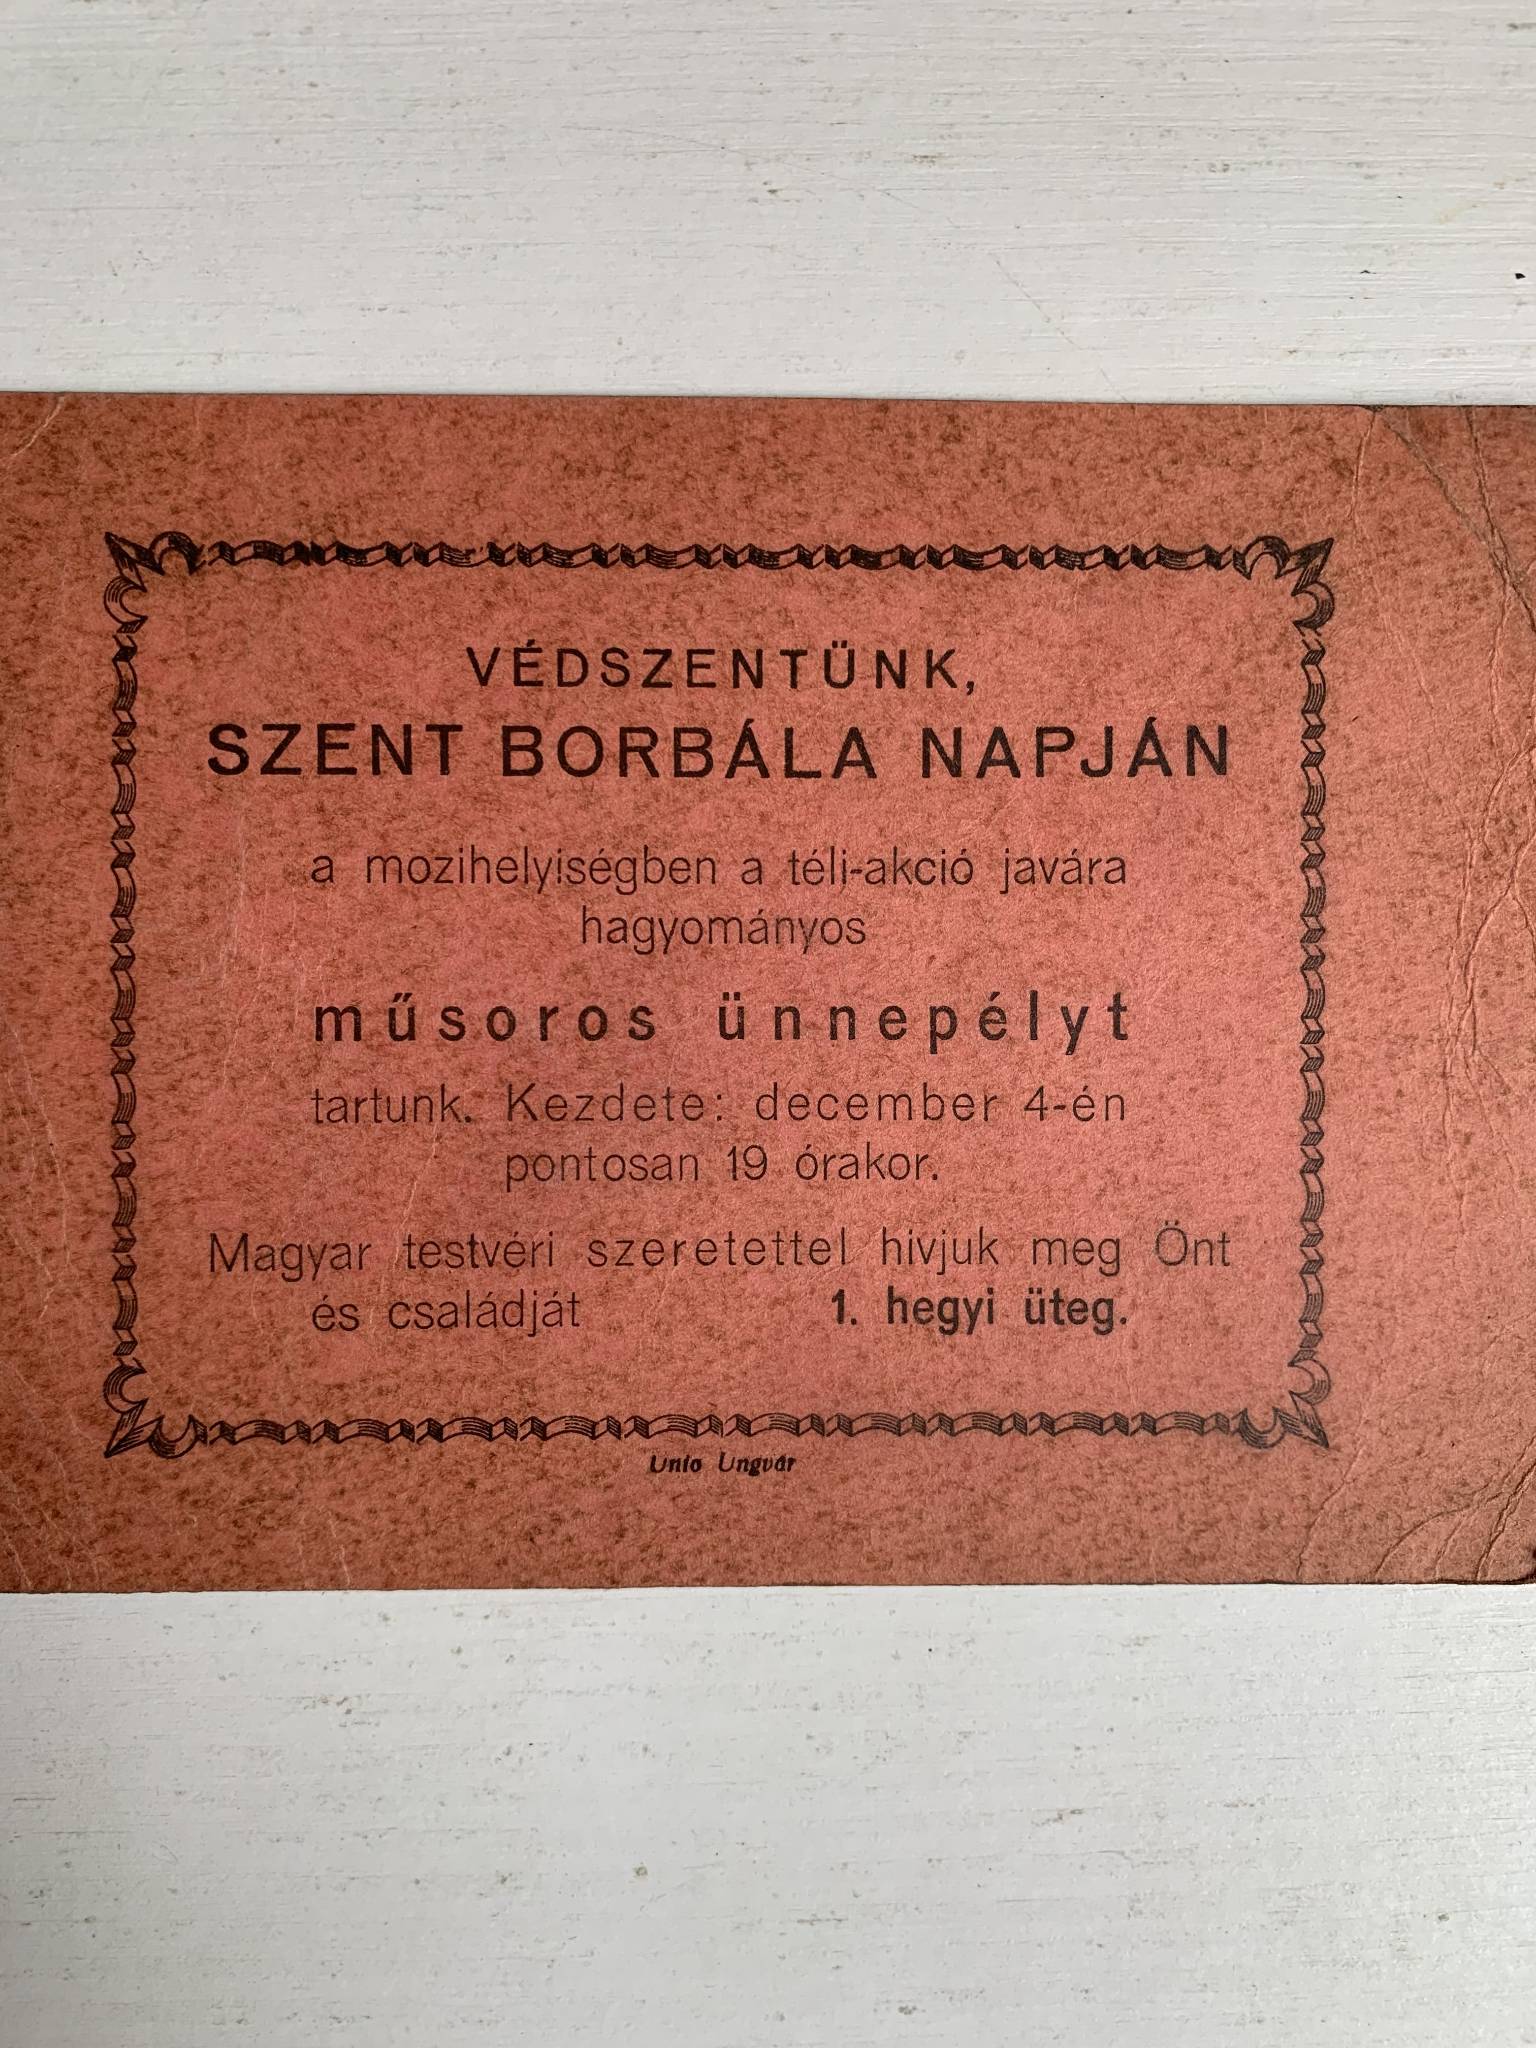 VÉDSZENTÜNK,
SZENT BORBÁLA NAPJÁN
a mozihelyiségben a téli-akció javára
hagyományos
műsoros ünnepélyt
tartunk. Kezdete: december 4-én
pontosan 19 órakor.
Magyar testvéri szeretettel hivjuk meg Önt
és családját 1. hegyi üteg.
Unio Ungvár